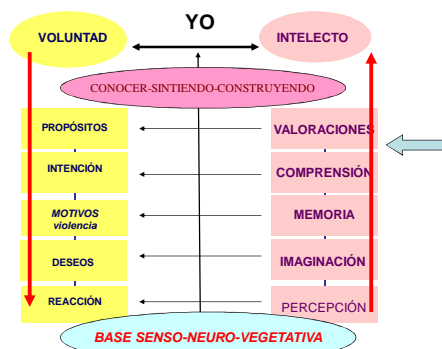 YO
VOLUNTAD
INTELECTO
CONOCER-SINTIENDO-CONSTRUYENDO
PROPÓSITOS
VALORACIONES
INTENCIÓN
COMPRENSIÓN
MOTIVOS
violencia
MEMORIA
DESEOS
IMAGINACIÓN
REACCIÓN
PERCEPCIÓN
BASE SENSO-NEURO-VEGETATIVA